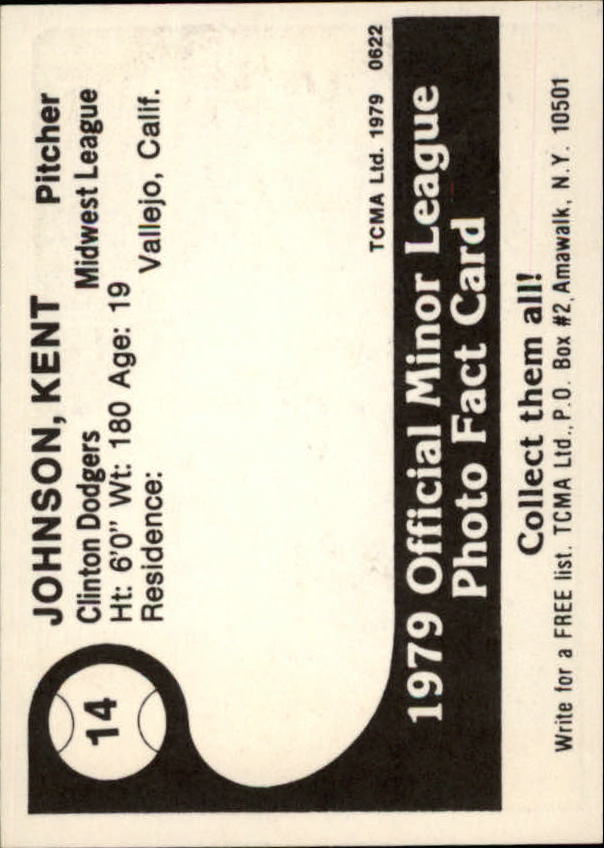 14
JOHNSON, KENT Pitcher
Clinton Dodgers Midwest League
Ht: 6'0" Wt: 180 Age: 19
Residence: Vallejo, Calif.
TCMA Ltd. 1979 0622
1979 Official Minor League
Photo Fact Card
Collect them all!
Write for a FREE list. TCMA Ltd., P.O. Box #2, Amawalk, N.Y. 10501